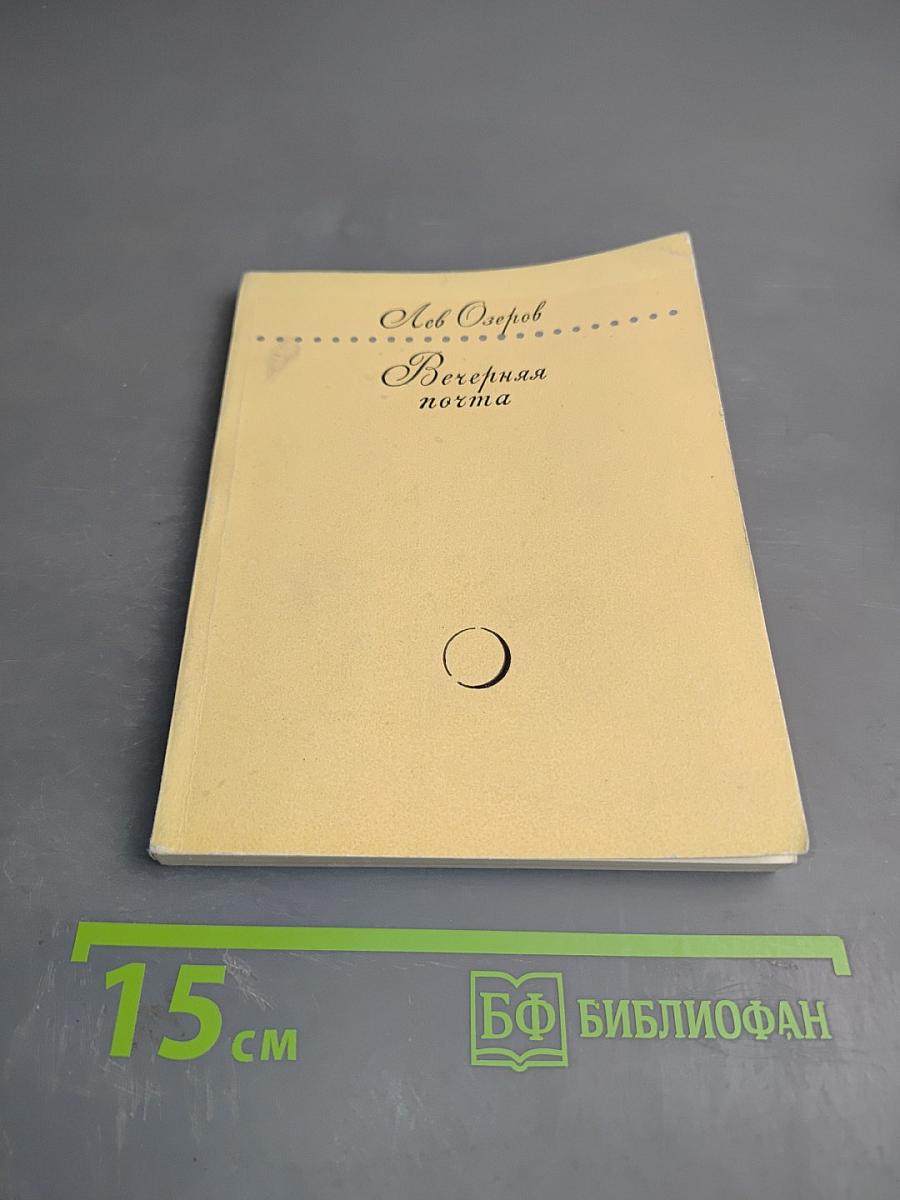 Лев Озеров
Вечерняя
почта
15 см
БФ БИБЛИОФАН